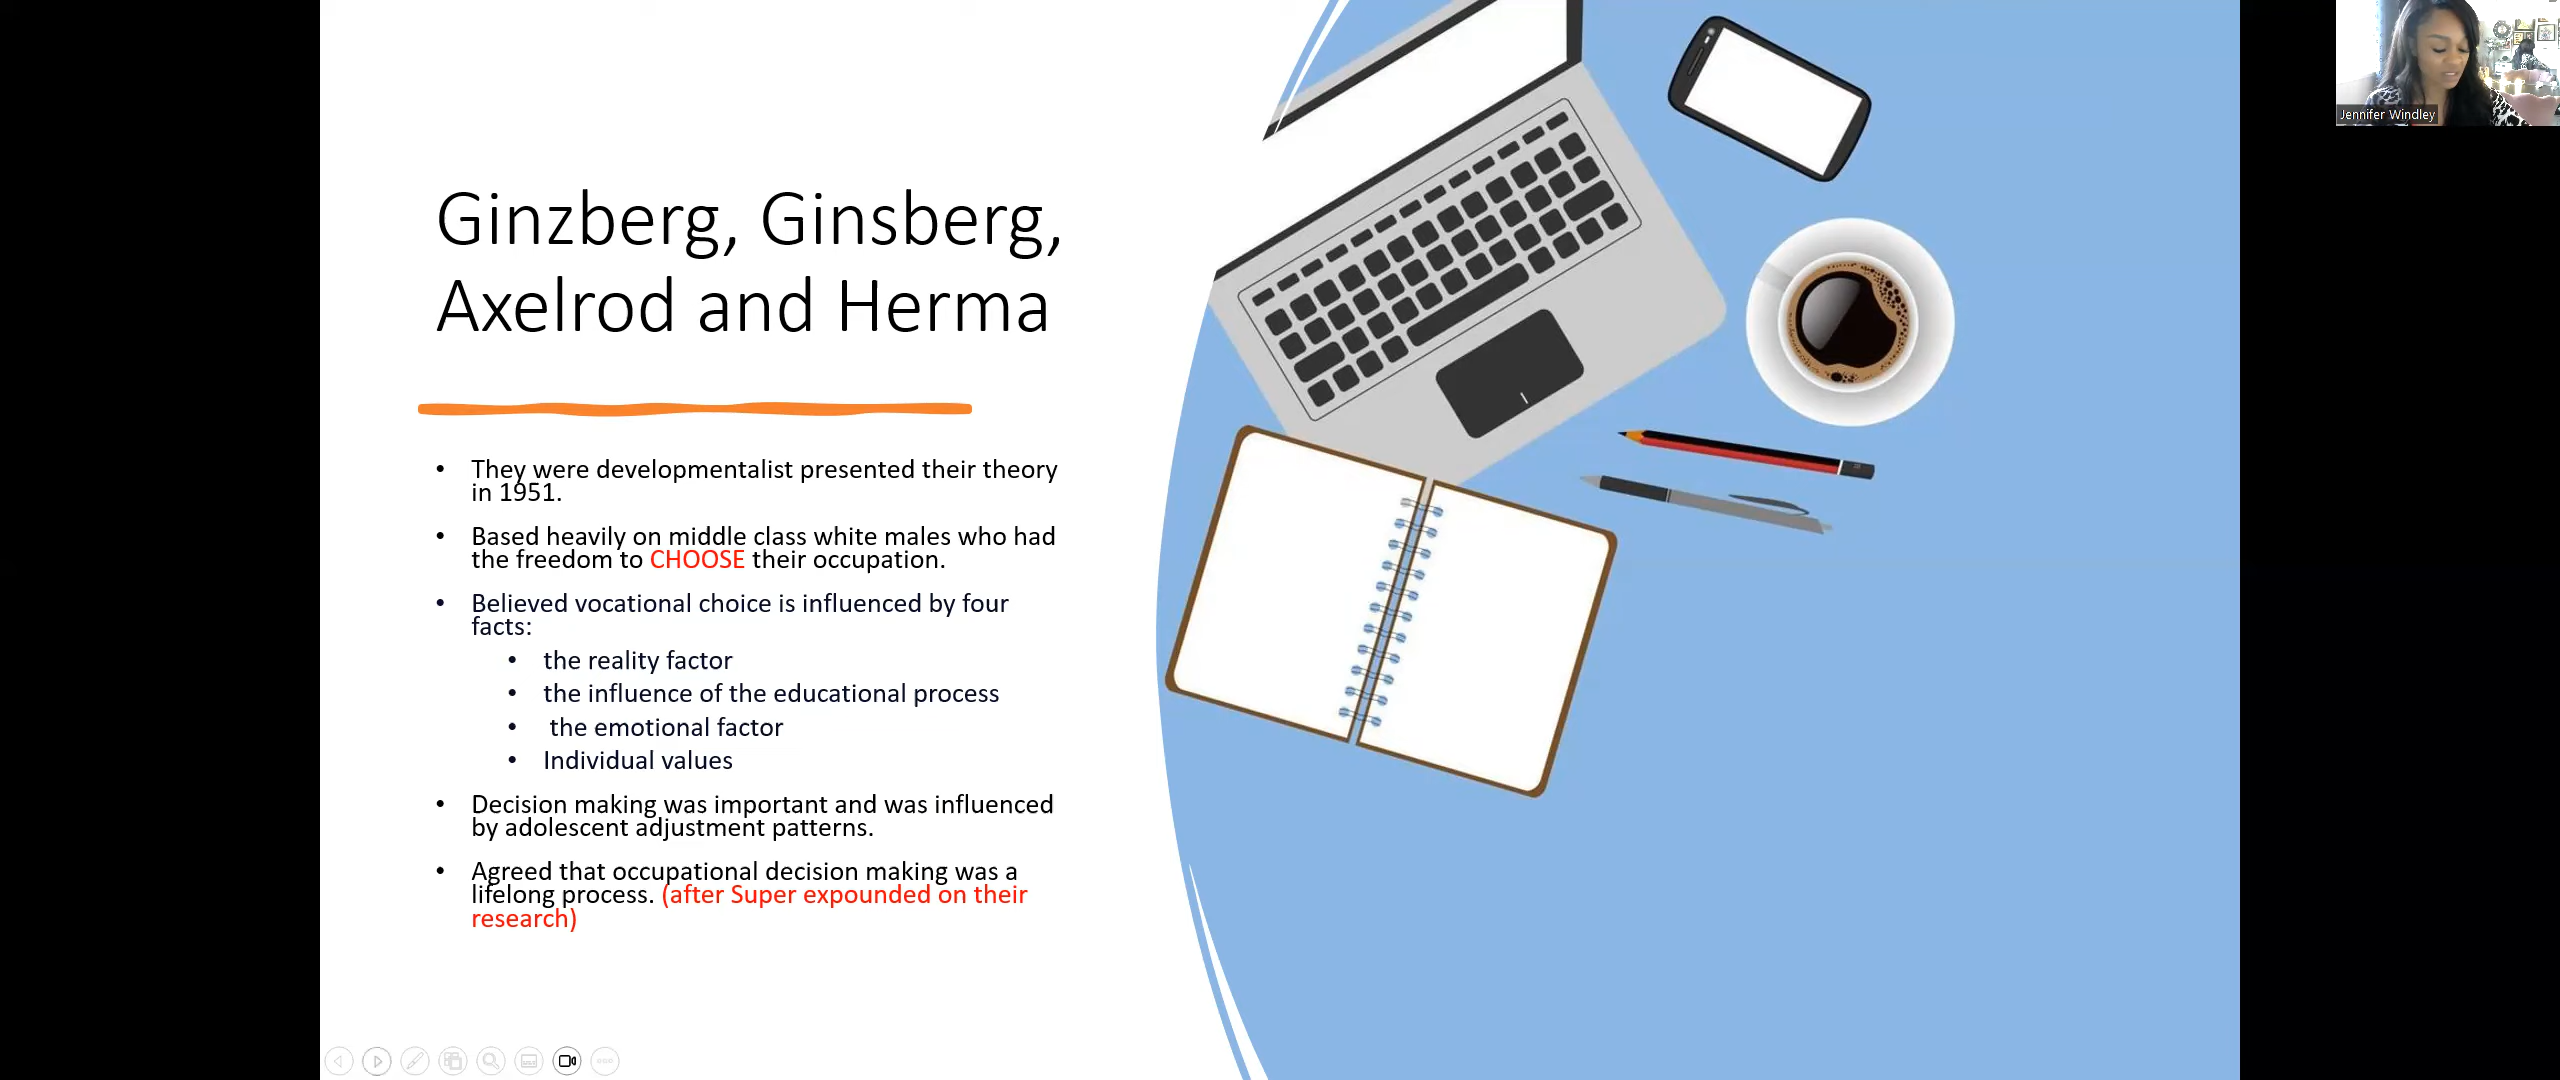 Jennifer Windley
Ginzberg, Ginsberg,
Axelrod and Herma
• They were developmentalist presented their theory
in 1951.
• Based heavily on middle class white males who had
the freedom to CHOOSE their occupation.
• Believed vocational choice is influenced by four
facts:
• the reality factor
• the influence of the educational process
• the emotional factor
• Individual values
• Decision making was important and was influenced
by adolescent adjustment patterns.
• Agreed that occupational decision making was a
lifelong process. (after Super expounded on their
research)